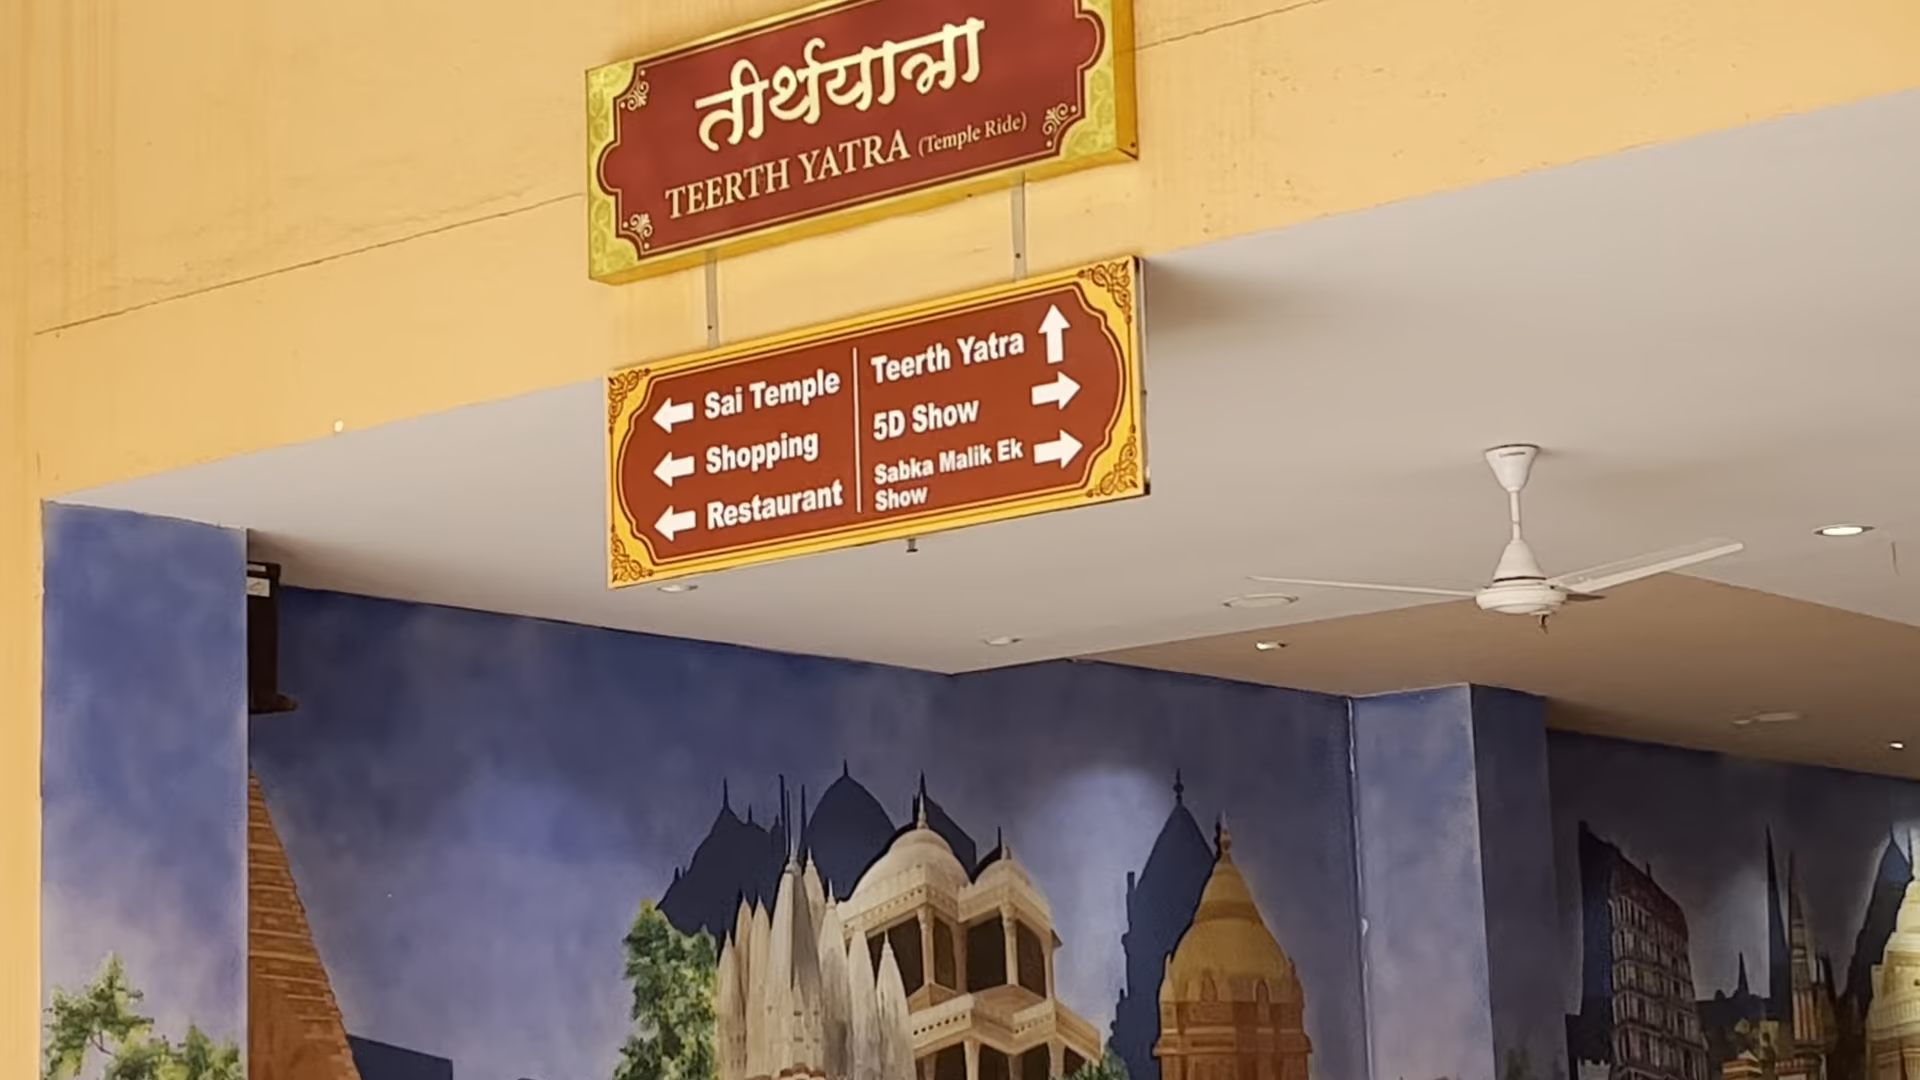 तीर्थयात्रा
TEERTH YATRA (Temple Ride)
Sai Temple
Shopping
Restaurant
Teerth Yatra
5D Show
Sabka Malik Ek
Show